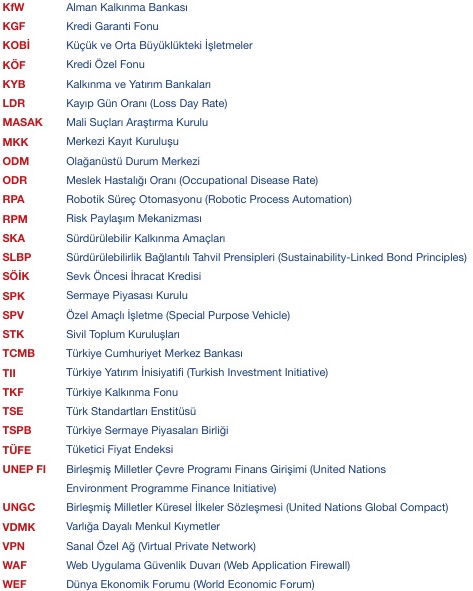 KfW Alman Kalkınma Bankası
KGF Kredi Garanti Fonu
KOBİ Küçük ve Orta Büyüklükteki İşletmeler
KÖF Kredi Özel Fonu
KYB Kalkınma ve Yatırım Bankaları
LDR Kayıp Gün Oranı (Loss Day Rate)
MASAK Mali Suçları Araştırma Kurulu
MKK Merkezi Kayıt Kuruluşu
ODM Olağanüstü Durum Merkezi
ODR Meslek Hastalığı Oranı (Occupational Disease Rate)
RPA Robotik Süreç Otomasyonu (Robotic Process Automation)
RPM Risk Paylaşım Mekanizması
SKA Sürdürülebilir Kalkınma Amaçları
SLBP Sürdürülebilirlik Bağlantılı Tahvil Prensipleri (Sustainability-Linked Bond Principles)
SÖİK Sevk Öncesi İhracat Kredisi
SPK Sermaye Piyasası Kurulu
SPV Özel Amaçlı İşletme (Special Purpose Vehicle)
STK Sivil Toplum Kuruluşları
TCMB Türkiye Cumhuriyet Merkez Bankası
TII Türkiye Yatırım İnisiyatifi (Turkish Investment Initiative)
TKF Türkiye Kalkınma Fonu
TSE Türk Standartları Enstitüsü
TSPB Türkiye Sermaye Piyasaları Birliği
TÜFE Tüketici Fiyat Endeksi
UNEP FI Birleşmiş Milletler Çevre Programı Finans Girişimi (United Nations
Environment Programme Finance Initiative)
UNGC Birleşmiş Milletler Küresel İlkeler Sözleşmesi (United Nations Global Compact)
VDMK Varlığa Dayalı Menkul Kıymetler
VPN Sanal Özel Ağ (Virtual Private Network)
WAF Web Uygulama Güvenlik Duvarı (Web Application Firewall)
WEF Dünya Ekonomik Forumu (World Economic Forum)